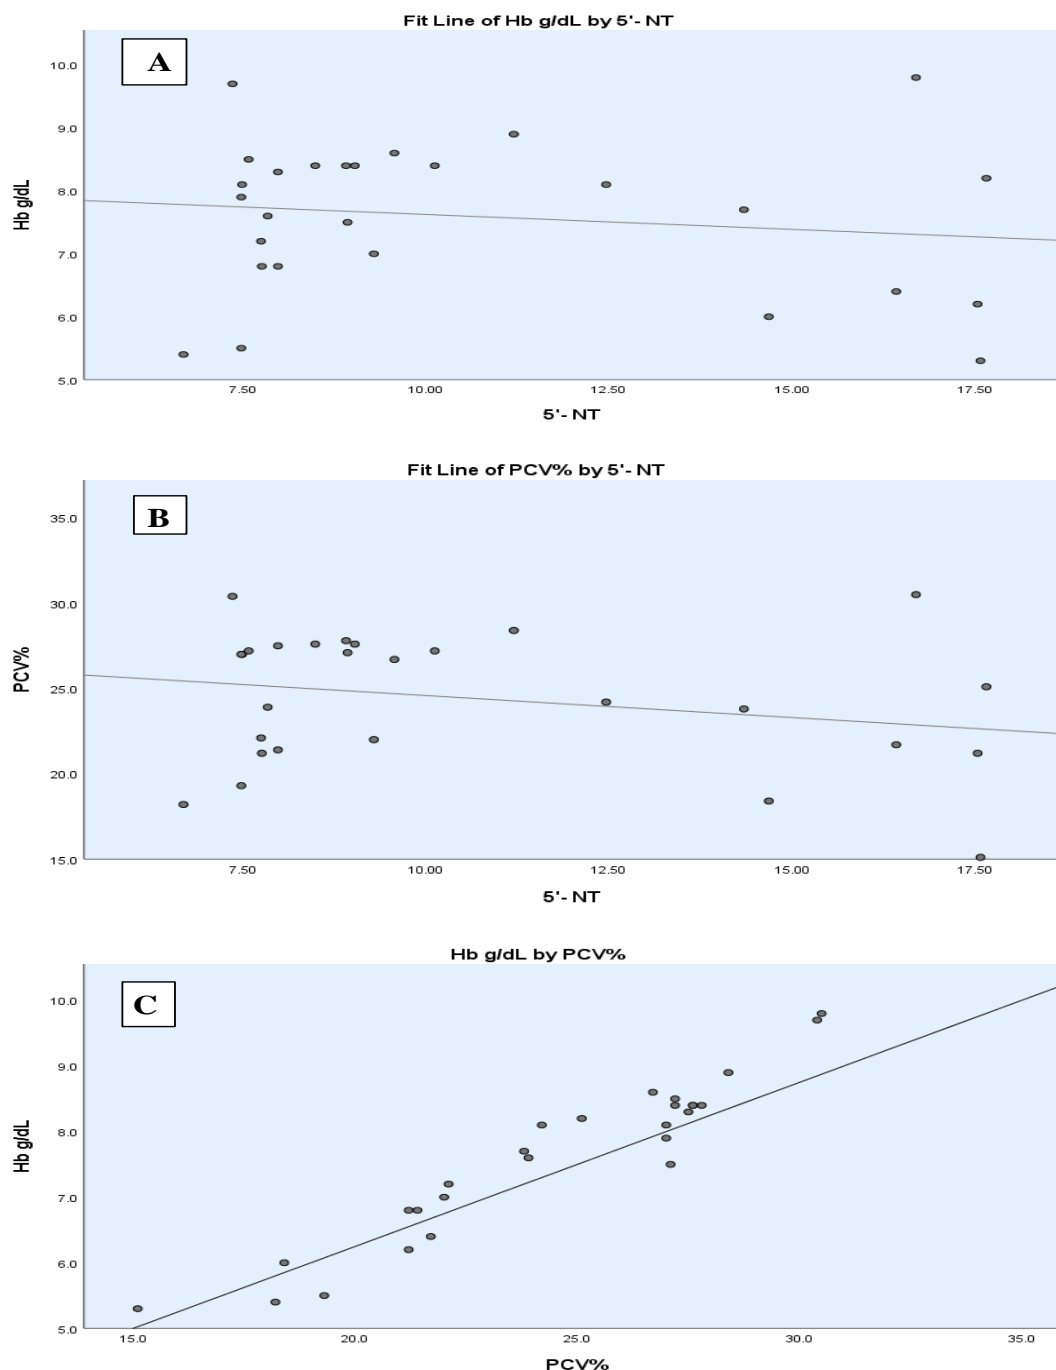 Fit Line of Hb g/dL by 5'- NT
A
10.0
9.0
8.0
7.0
6.0
5.0
Hb g/dL
7.50 10.00 12.50 15.00 17.50
5'- NT
Fit Line of PCV% by 5'- NT
B
35.0
30.0
25.0
20.0
15.0
PCV%
7.50 10.00 12.50 15.00 17.50
5'- NT
Hb g/dL by PCV%
C
10.0
9.0
8.0
7.0
6.0
5.0
Hb g/dL
15.0 20.0 25.0 30.0 35.0
PCV%